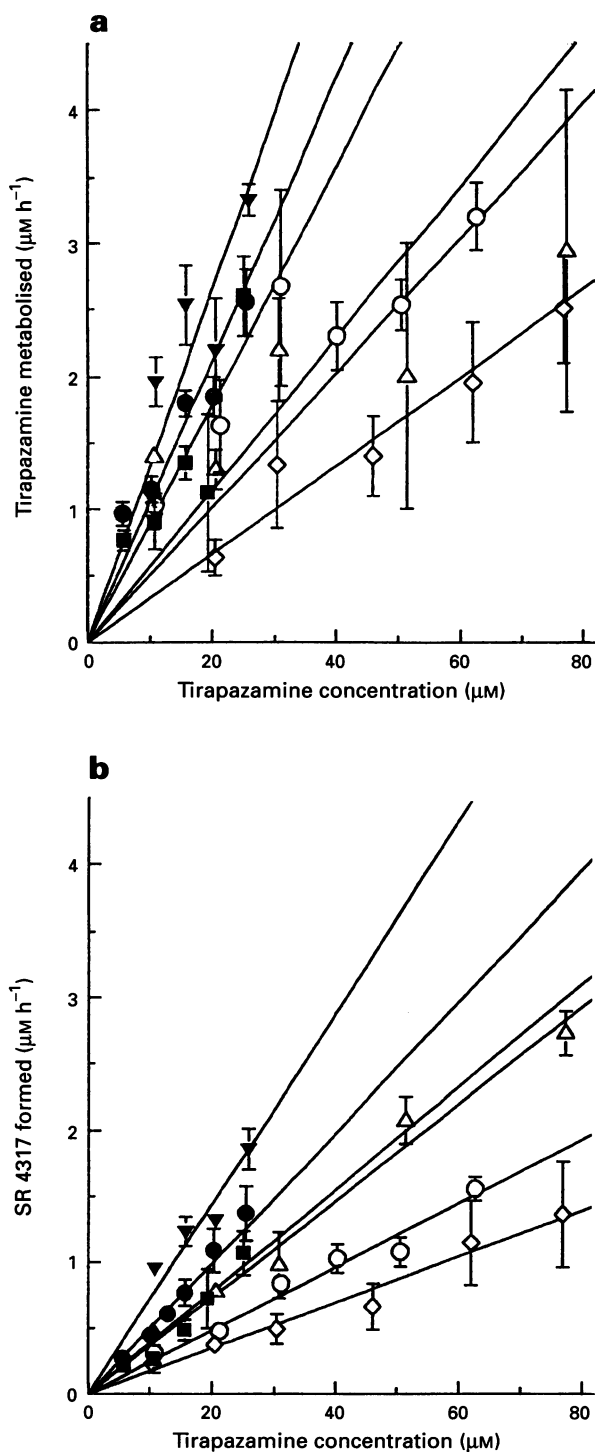 a
4
3
2
1
0
Tirapazamine metabolised (µM h⁻¹)
0 20 40 60 80
Tirapazamine concentration (µM)
b
4
3
2
1
0
SR 4317 formed (µM h⁻¹)
0 20 40 60 80
Tirapazamine concentration (µM)